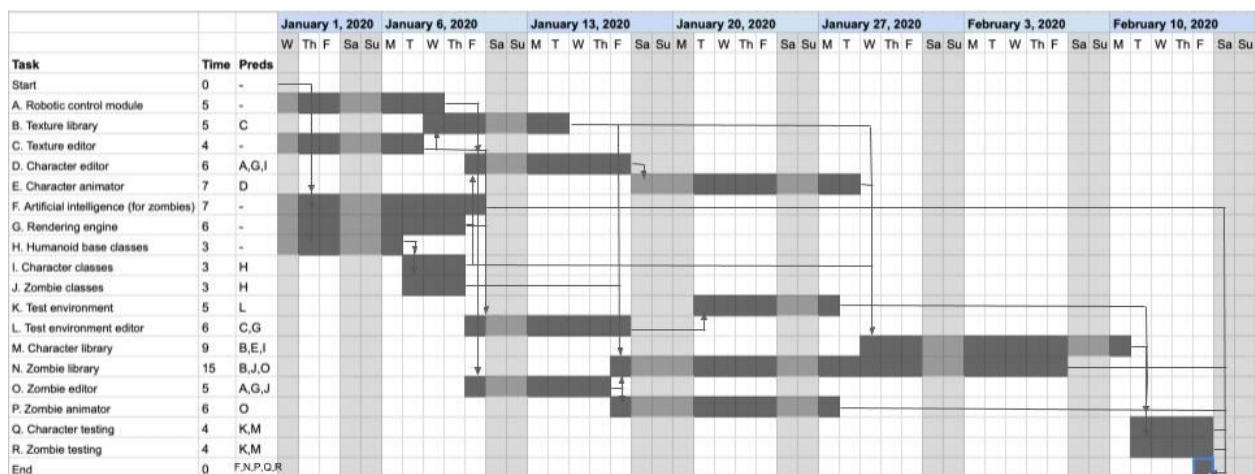 January 1, 2020 January 6, 2020 January 13, 2020 January 20, 2020 January 27, 2020 February 3, 2020 February 10, 2020
W Th F Sa Su M T W Th F Sa Su M T W Th F Sa Su M T W Th F Sa Su M T W Th F Sa Su M T W Th F Sa Su M T W Th F Sa Su
Task Time Preds
Start 0 -
A. Robotic control module 5 -
B. Texture library 5 C
C. Texture editor 4 -
D. Character editor 6 A,G,I
E. Character animator 7 D
F. Artificial intelligence (for zombies) 7 -
G. Rendering engine 6 -
H. Humanoid base classes 3 -
I. Character classes 3 H
J. Zombie classes 3 H
K. Test environment 5 L
L. Test environment editor 6 C,G
M. Character library 9 B,E,I
N. Zombie library 15 B,J,O
O. Zombie editor 5 A,G,J
P. Zombie animator 6 O
Q. Character testing 4 K,M
R. Zombie testing 4 K,M
End 0 F,N,P,Q,R